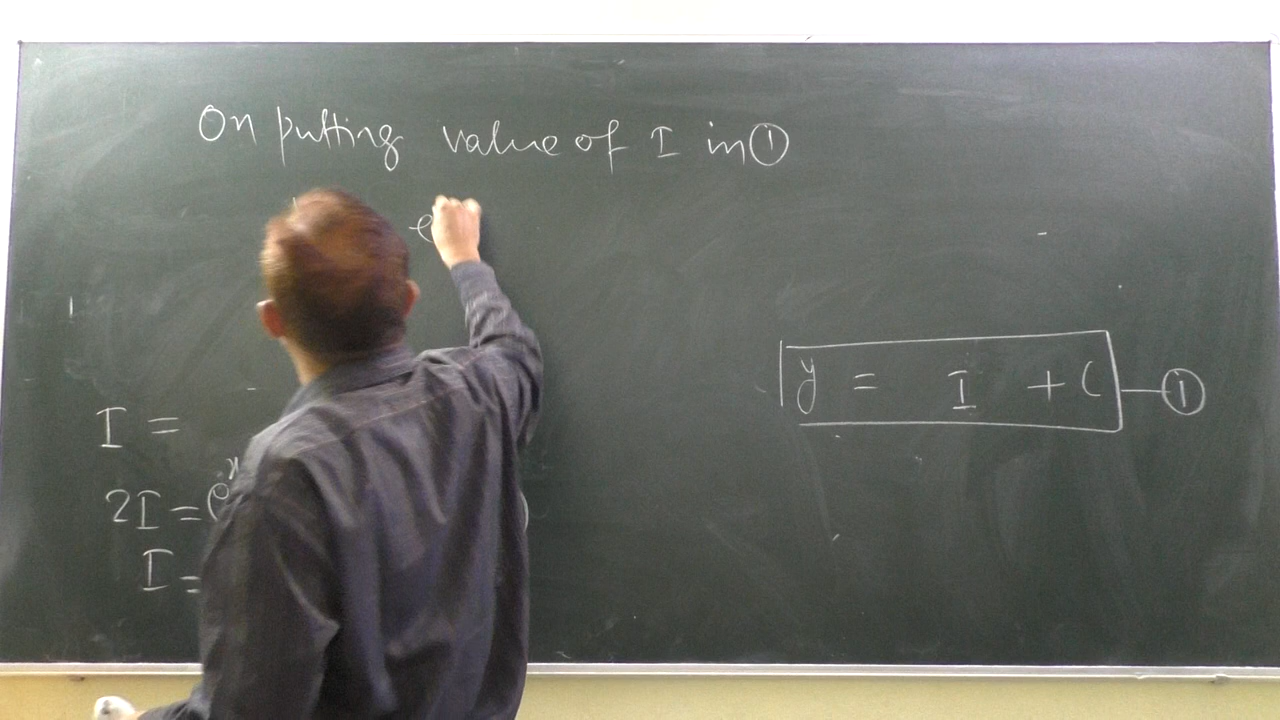 On putting value of I in ①
e
y = I + C — ①
I =
2I = (e^x )
I =